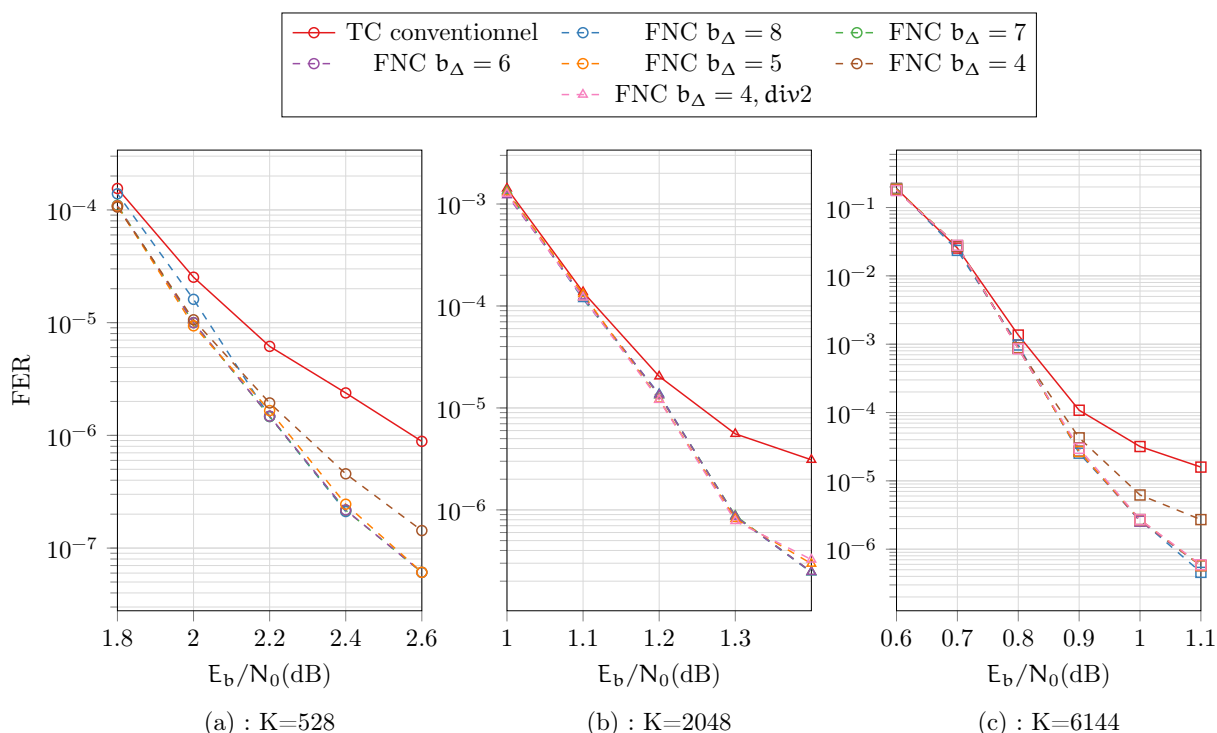 TC conventionnel FNC b_Δ = 8 FNC b_Δ = 7
FNC b_Δ = 6 FNC b_Δ = 5 FNC b_Δ = 4
FNC b_Δ = 4, div2
FER
10⁻⁴
10⁻⁵
10⁻⁶
10⁻⁷
1.8 2 2.2 2.4 2.6
E_b/N_0(dB)
(a) : K=528
10⁻³
10⁻⁴
10⁻⁵
10⁻⁶
1 1.1 1.2 1.3
E_b/N_0(dB)
(b) : K=2048
10⁻¹
10⁻²
10⁻³
10⁻⁴
10⁻⁵
10⁻⁶
0.6 0.7 0.8 0.9 1 1.1
E_b/N_0(dB)
(c) : K=6144